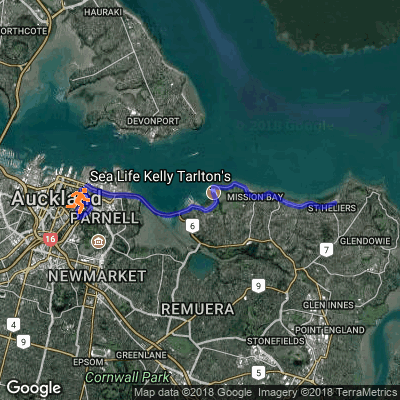 HAURAKI
NORTHCOTE
DEVONPORT
© 2018 Google
Sea Life Kelly Tarlton's
Auckland
PARNELL
MISSION BAY
ST HELIERS
6
16
7
GLENDOWIE
NEWMARKET
9
GLEN INNES
REMUERA
4
POINT ENGLAND
9
STONEFIELDS
GREENLANE
EPSOM
5
Cornwall Park
Google
Map data ©2018 Google Imagery ©2018 TerraMetrics